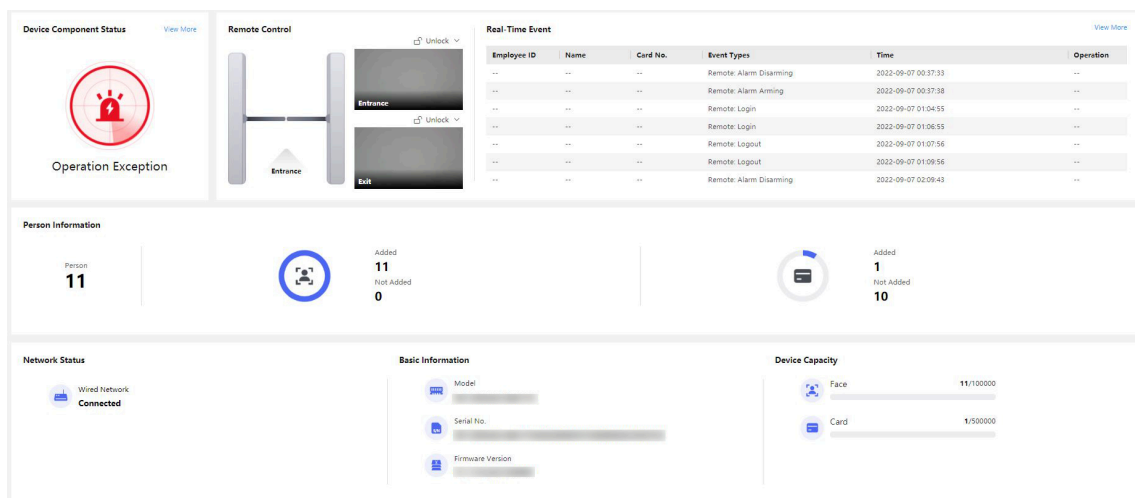 Device Component Status View More
Operation Exception
Remote Control
Unlock
Entrance
Unlock
Exit
Entrance
Real-Time Event View More
Employee ID Name Card No. Event Types Time Operation
-- -- -- Remote: Alarm Disarming 2022-09-07 00:37:33 --
-- -- -- Remote: Alarm Arming 2022-09-07 00:37:38 --
-- -- -- Remote: Login 2022-09-07 01:04:55 --
-- -- -- Remote: Login 2022-09-07 01:06:55 --
-- -- -- Remote: Logout 2022-09-07 01:07:56 --
-- -- -- Remote: Logout 2022-09-07 01:09:56 --
-- -- -- Remote: Alarm Disarming 2022-09-07 02:09:43 --
Person Information
Person
11
Added
11
Not Added
0
Added
1
Not Added
10
Network Status
Wired Network
Connected
Basic Information
Model
Serial No.
Firmware Version
Device Capacity
Face 11/100000
Card 1/500000